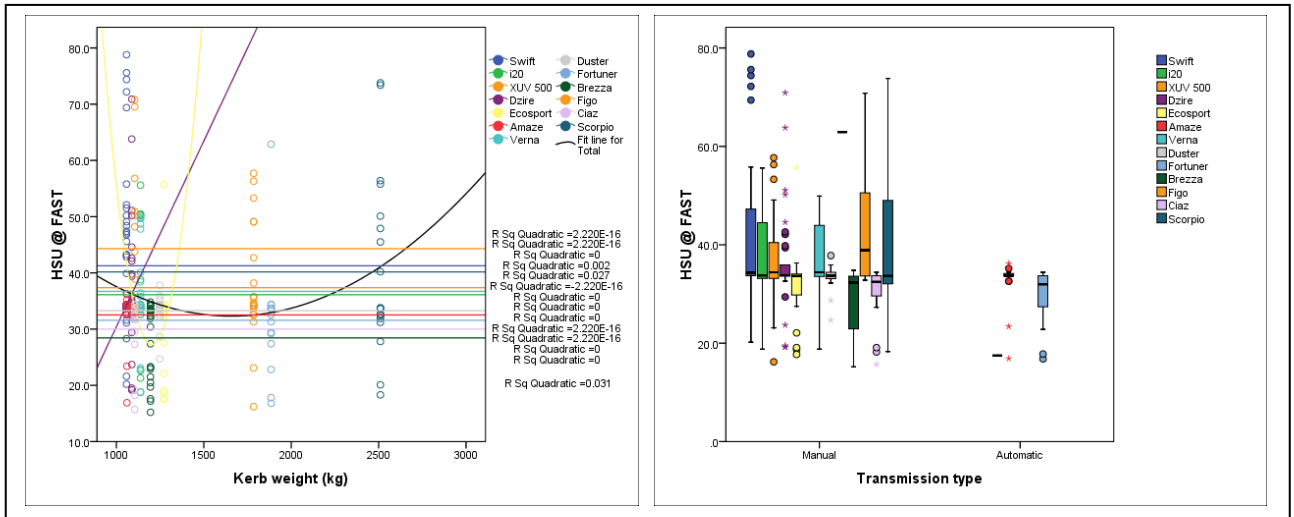 80.0
70.0
60.0
50.0
40.0
30.0
20.0
10.0
HSU @ FAST
1000
1500
2000
2500
3000
Kerb weight (kg)
Swift
i20
XUV 500
Dzire
Ecosport
Amaze
Verna
Duster
Fortuner
Brezza
Figo
Ciaz
Scorpio
Fit line for
Total
R Sq Quadratic =2.220E-16
R Sq Quadratic =2.220E-16
R Sq Quadratic =0
R Sq Quadratic =0.002
R Sq Quadratic =0.027
R Sq Quadratic =-2.220E-16
R Sq Quadratic =0
R Sq Quadratic =0
R Sq Quadratic =0
R Sq Quadratic =2.220E-16
R Sq Quadratic =2.220E-16
R Sq Quadratic =0
R Sq Quadratic =0
R Sq Quadratic =0.031
80.0
60.0
40.0
20.0
.0
HSU @ FAST
Manual
Automatic
Transmission type
Swift
i20
XUV 500
Dzire
Ecosport
Amaze
Verna
Duster
Fortuner
Brezza
Figo
Ciaz
Scorpio